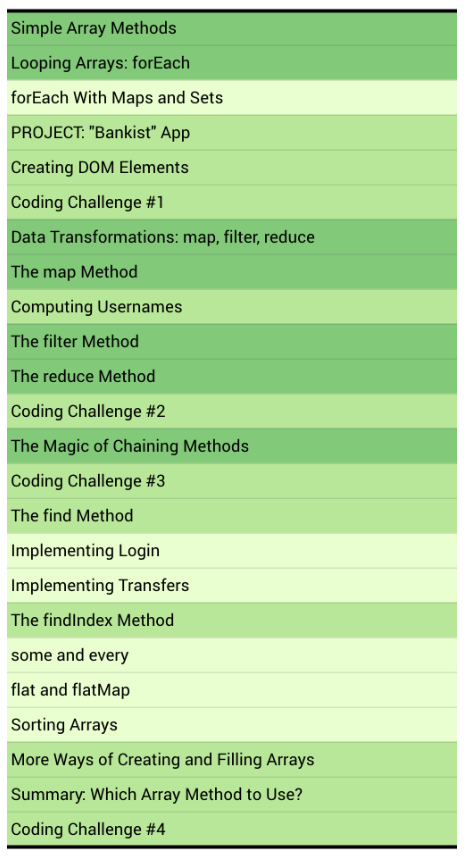 Simple Array Methods
Looping Arrays: forEach
forEach With Maps and Sets
PROJECT: "Bankist" App
Creating DOM Elements
Coding Challenge #1
Data Transformations: map, filter, reduce
The map Method
Computing Usernames
The filter Method
The reduce Method
Coding Challenge #2
The Magic of Chaining Methods
Coding Challenge #3
The find Method
Implementing Login
Implementing Transfers
The findIndex Method
some and every
flat and flatMap
Sorting Arrays
More Ways of Creating and Filling Arrays
Summary: Which Array Method to Use?
Coding Challenge #4